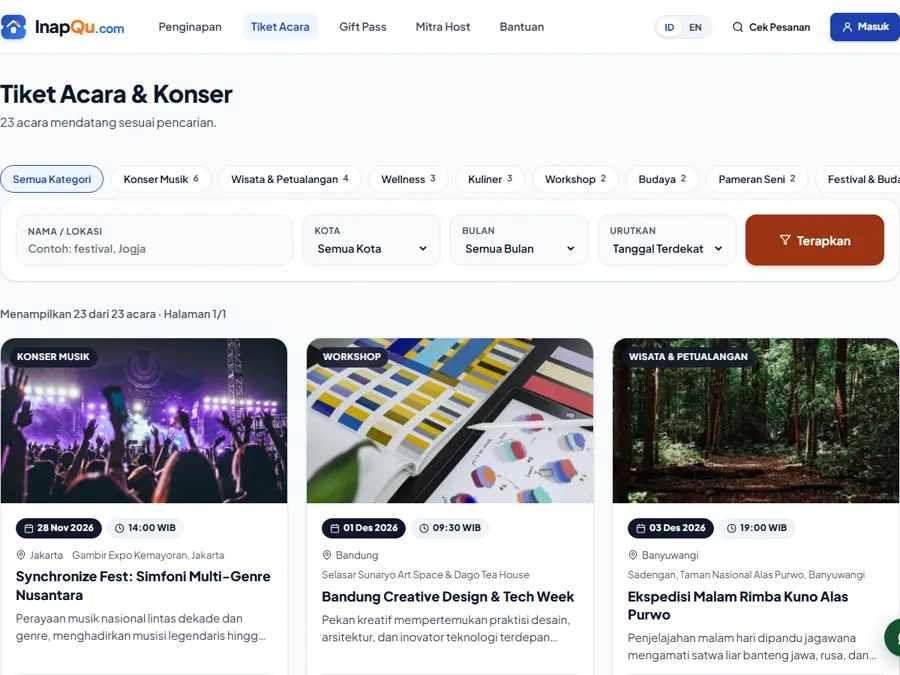 InapQu.com
Penginapan
Tiket Acara
Gift Pass
Mitra Host
Bantuan
ID EN
Cek Pesanan
Masuk
Tiket Acara & Konser
23 acara mendatang sesuai pencarian.
Semua Kategori
Konser Musik 6
Wisata & Petualangan 4
Wellness 3
Kuliner 3
Workshop 2
Budaya 2
Pameran Seni 2
Festival & Buda
NAMA / LOKASI
Contoh: festival, Jogja
KOTA
Semua Kota
BULAN
Semua Bulan
URUTKAN
Tanggal Terdekat
Terapkan
Menampilkan 23 dari 23 acara · Halaman 1/1
KONSER MUSIK
28 Nov 2026
14:00 WIB
Jakarta Gambir Expo Kemayoran, Jakarta
Synchronize Fest: Simfoni Multi-Genre
Nusantara
Perayaan musik nasional lintas dekade dan
genre, menghadirkan musisi legendaris hingg...
WORKSHOP
01 Des 2026
09:30 WIB
Bandung
Selasar Sunaryo Art Space & Dago Tea House
Bandung Creative Design & Tech Week
Pekan kreatif mempertemukan praktisi desain,
arsitektur, dan inovator teknologi terdepan...
WISATA & PETUALANGAN
03 Des 2026
19:00 WIB
Banyuwangi
Sadengan, Taman Nasional Alas Purwo, Banyuwangi
Ekspedisi Malam Rimba Kuno Alas
Purwo
Penjelajahan malam hari dipandu jagawana
mengamati satwa liar banteng jawa, rusa, dan...